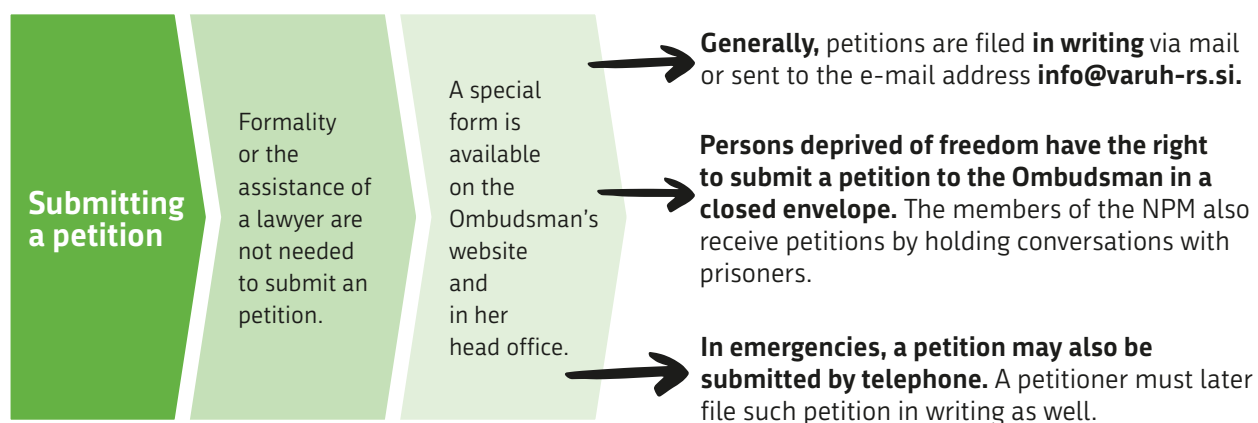 Submitting
a petition
Formality
or the
assistance of
a lawyer are
not needed
to submit an
petition.
A special
form is
available
on the
Ombudsman's
website
and
in her
head office.
Generally, petitions are filed in writing via mail
or sent to the e-mail address info@varuh-rs.si.
Persons deprived of freedom have the right
to submit a petition to the Ombudsman in a
closed envelope. The members of the NPM also
receive petitions by holding conversations with
prisoners.
In emergencies, a petition may also be
submitted by telephone. A petitioner must later
file such petition in writing as well.